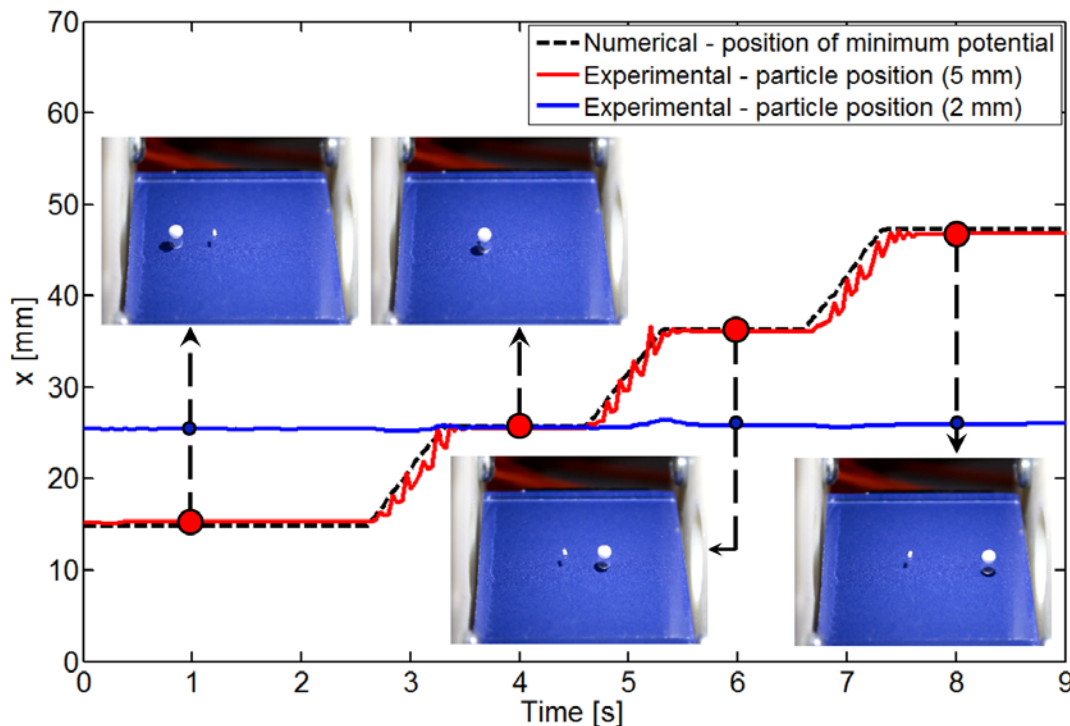 70
60
50
40
30
20
10
0
x [mm]
Numerical - position of minimum potential
Experimental - particle position (5 mm)
Experimental - particle position (2 mm)
0 1 2 3 4 5 6 7 8 9
Time [s]